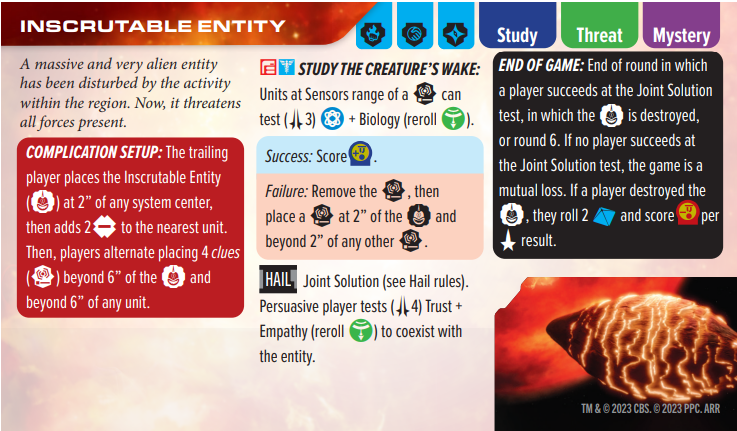 INSCRUTABLE ENTITY
Study
Threat
Mystery
A massive and very alien entity
has been disturbed by the activity
within the region. Now, it threatens
all forces present.
COMPLICATION SETUP: The trailing
player places the Inscrutable Entity
( ) at 2” of any system center,
then adds 2 to the nearest unit.
Then, players alternate placing 4 clues
( ) beyond 6” of the and
beyond 6” of any unit.
STUDY THE CREATURE’S WAKE:
Units at Sensors range of a can
test ( 3) + Biology (reroll ).
Success: Score .
Failure: Remove the , then
place a at 2” of the and
beyond 2” of any other .
HAIL Joint Solution (see Hail rules).
Persuasive player tests ( 4) Trust +
Empathy (reroll ) to coexist with
the entity.
END OF GAME: End of round in which
a player succeeds at the Joint Solution
test, in which the is destroyed,
or round 6. If no player succeeds at
the Joint Solution test, the game is a
mutual loss. If a player destroyed the
, they roll 2 and score per
result.
TM & © 2023 CBS. © 2023 PPC. ARR